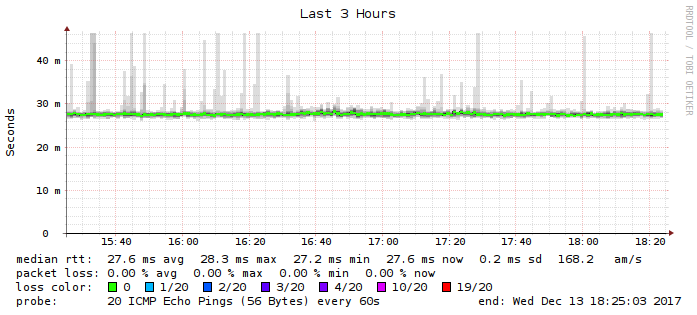 Last 3 Hours
RRDTOOL / TOBI OETIKER
Seconds
40 m
30 m
20 m
10 m
0
15:40 16:00 16:20 16:40 17:00 17:20 17:40 18:00 18:20
median rtt: 27.6 ms avg 28.3 ms max 27.2 ms min 27.6 ms now 0.2 ms sd 168.2 am/s
packet loss: 0.00 % avg 0.00 % max 0.00 % min 0.00 % now
loss color: 0 1/20 2/20 3/20 4/20 10/20 19/20
probe: 20 ICMP Echo Pings (56 Bytes) every 60s end: Wed Dec 13 18:25:03 2017